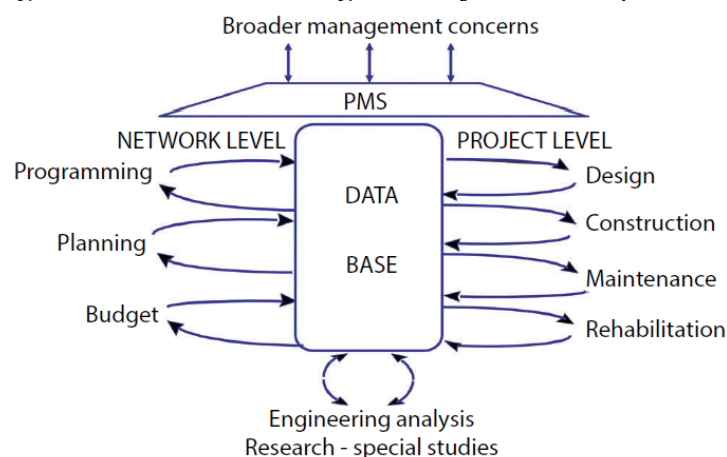 Broader management concerns
PMS
NETWORK LEVEL
PROJECT LEVEL
Programming
Planning
Budget
DATA
BASE
Design
Construction
Maintenance
Rehabilitation
Engineering analysis
Research - special studies